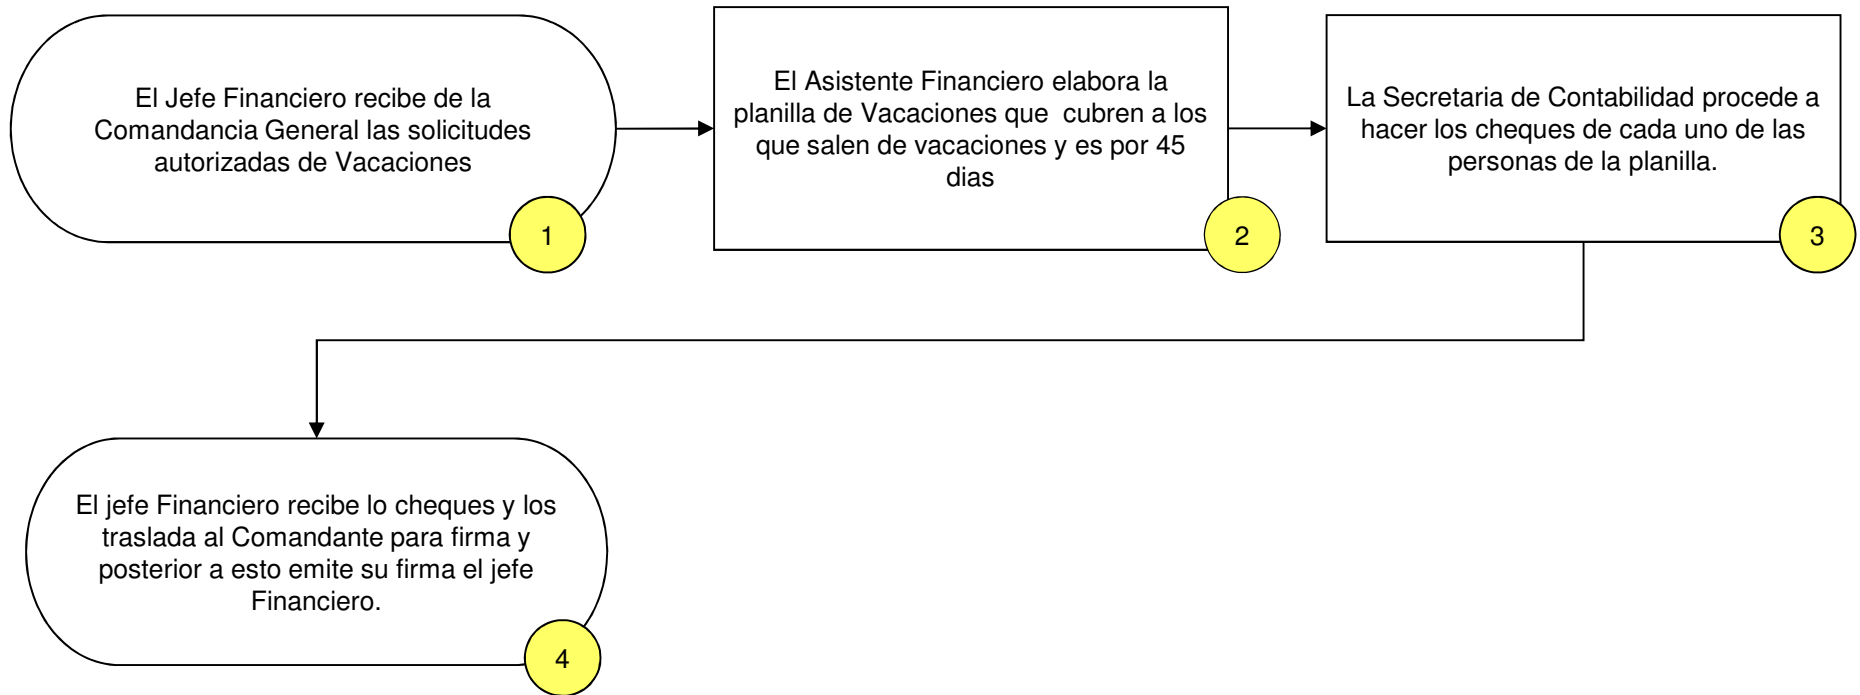 El Jefe Financiero recibe de la
Comandancia General las solicitudes
autorizadas de Vacaciones
1
El Asistente Financiero elabora la
planilla de Vacaciones que  cubren a los
que salen de vacaciones y es por 45
dias
2
La Secretaria de Contabilidad procede a
hacer los cheques de cada uno de las
personas de la planilla.
3
El jefe Financiero recibe lo cheques y los
traslada al Comandante para firma y
posterior a esto emite su firma el jefe
Financiero.
4